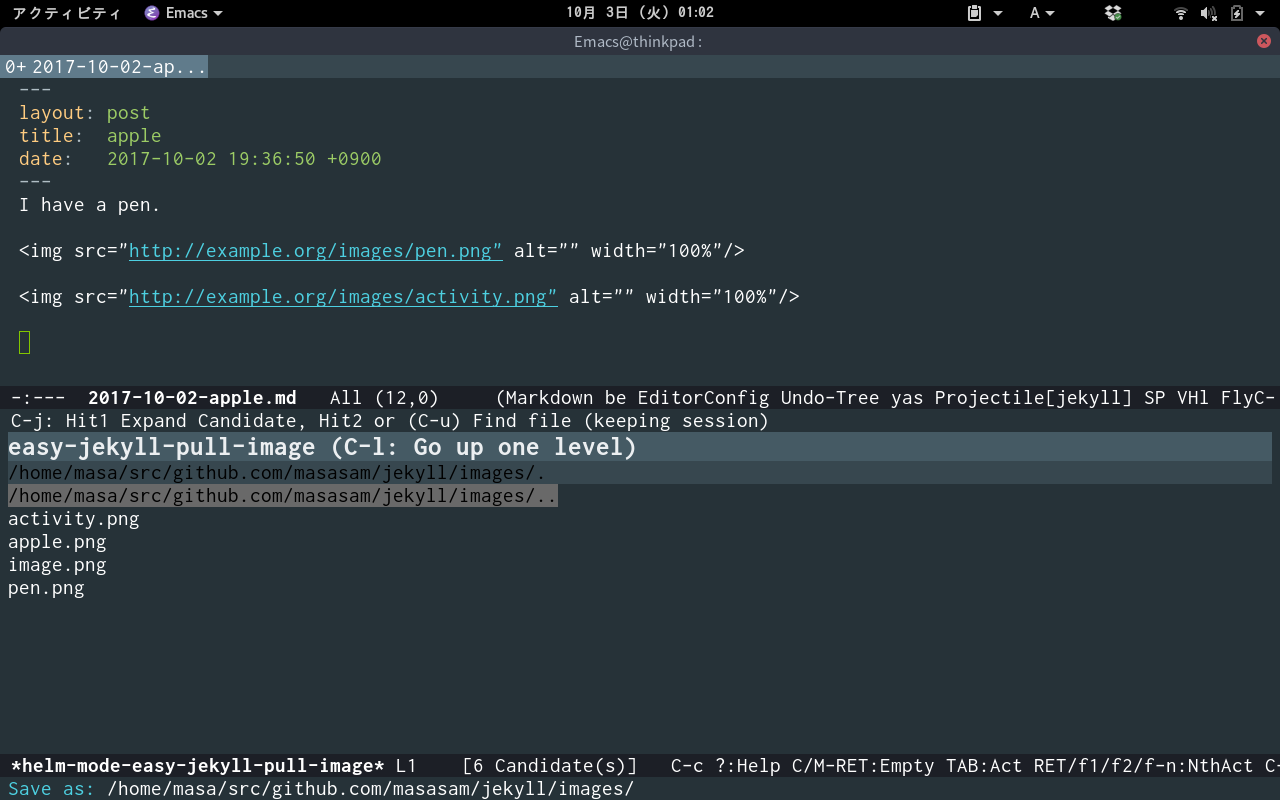 アクティビティ Emacs 10月 3日 (火) 01:02 A
Emacs@thinkpad:
0+ 2017-10-02-ap...
---
layout: post
title:  apple
date:   2017-10-02 19:36:50 +0900
---
I have a pen.
<img src="http://example.org/images/pen.png" alt="" width="100%"/>
<img src="http://example.org/images/activity.png" alt="" width="100%"/>
-:---  2017-10-02-apple.md   All (12,0)     (Markdown be EditorConfig Undo-Tree yas Projectile[jekyll] SP VHl FlyC-
C-j: Hit1 Expand Candidate, Hit2 or (C-u) Find file (keeping session)
easy-jekyll-pull-image (C-l: Go up one level)
/home/masa/src/github.com/masasam/jekyll/images/.
/home/masa/src/github.com/masasam/jekyll/images/..
activity.png
apple.png
image.png
pen.png
*helm-mode-easy-jekyll-pull-image* L1    [6 Candidate(s)]   C-c ?:Help C/M-RET:Empty TAB:Act RET/f1/f2/f-n:NthAct C-
Save as: /home/masa/src/github.com/masasam/jekyll/images/